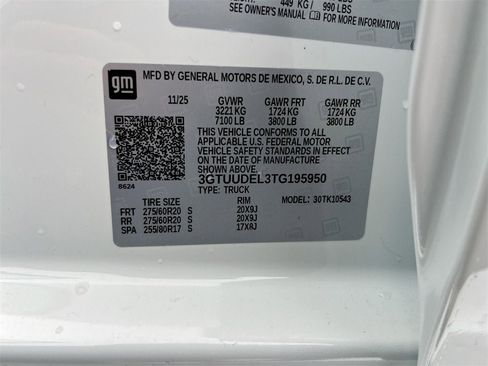 449 KG/ 990 LBS
SEE OWNER'S MANUAL FOR MORE INFORMATION
gm
MFD BY GENERAL MOTORS DE MEXICO, S. DE R.L. DE C.V.
11/25 GVWR GAWR FRT GAWR RR
3221 KG 1724 KG 1724 KG
7100 LB 3800 LB 3800 LB
THIS VEHICLE CONFORMS TO ALL
APPLICABLE U.S. FEDERAL MOTOR
VEHICLE SAFETY STANDARDS IN
EFFECT ON THE DATE OF
MANUFACTURE SHOWN ABOVE
3GTUUDEL3TG195950
8624
TYPE: TRUCK
TIRE SIZE RIM MODEL: 30TK10543
FRT 275/60R20 S 20X9J
RR 275/60R20 S 20X9J
SPA 255/80R17 S 17X8J